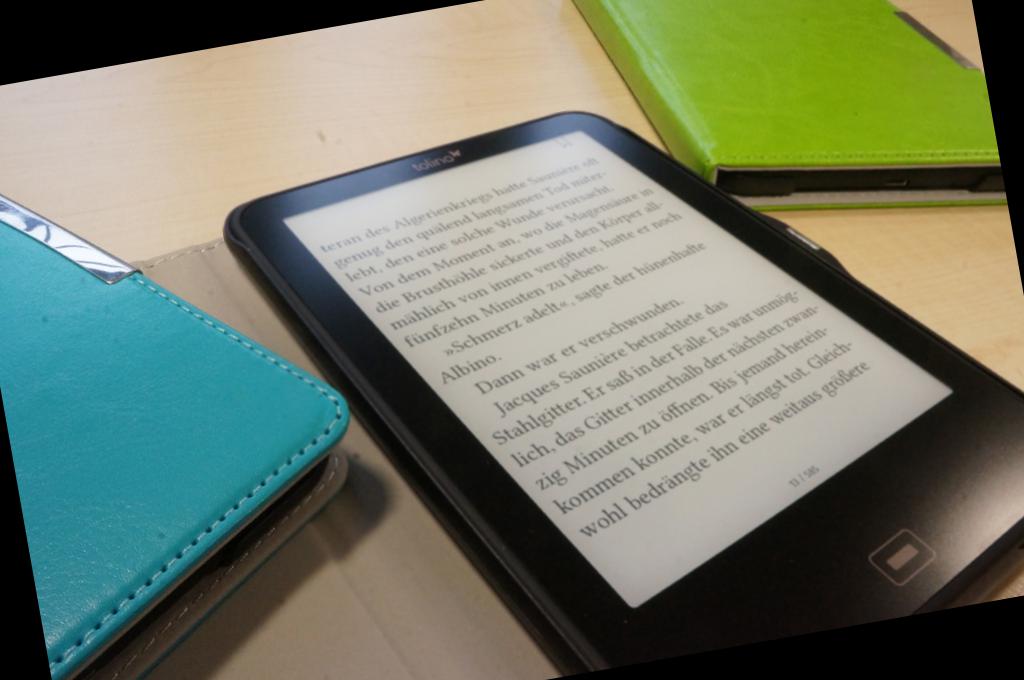 tolino
teran des Algerienkriegs hatte Saunière oft
genug den quälend langsamen Tod miter-
lebt, den eine solche Wunde verursacht.
Von dem Moment an, wo die Magensäure in
die Brusthöhle sickerte und den Körper all-
mählich von innen vergiftete, hatte er noch
fünfzehn Minuten zu leben.
»Schmerz adelt«, sagte der hünenhafte
Albino.
Dann war er verschwunden.
Jacques Saunière betrachtete das
Stahlgitter. Er saß in der Falle. Es war unmög-
lich, das Gitter innerhalb der nächsten zwan-
zig Minuten zu öffnen. Bis jemand herein-
kommen konnte, war er längst tot. Gleich-
wohl bedrängte ihn eine weitaus größere
13 / 585